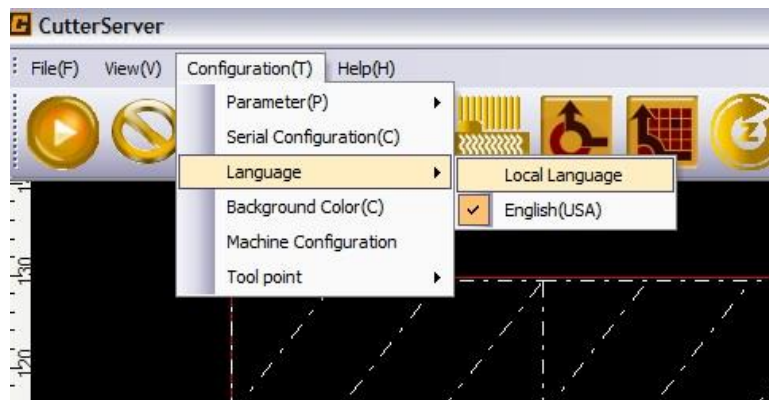 CutterServer
File(F) View(V) Configuration(T) Help(H)
Parameter(P)
Serial Configuration(C)
Language
Local Language
Background Color(C)
English(USA)
Machine Configuration
Tool point
Z
130
120